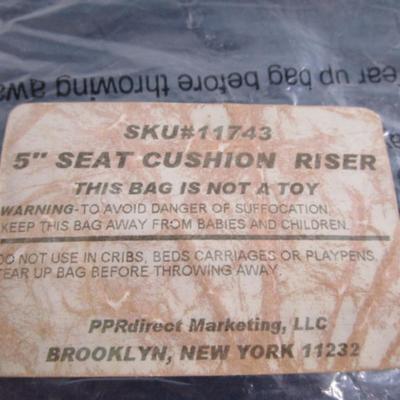 ear up bag before throwing awa
SKU#11743
5" SEAT CUSHION RISER
THIS BAG IS NOT A TOY
WARNING-TO AVOID DANGER OF SUFFOCATION,
KEEP THIS BAG AWAY FROM BABIES AND CHILDREN.
DO NOT USE IN CRIBS, BEDS CARRIAGES OR PLAYPENS
TEAR UP BAG BEFORE THROWING AWAY.
PPRdirect Marketing, LLC
BROOKLYN, NEW YORK 11232